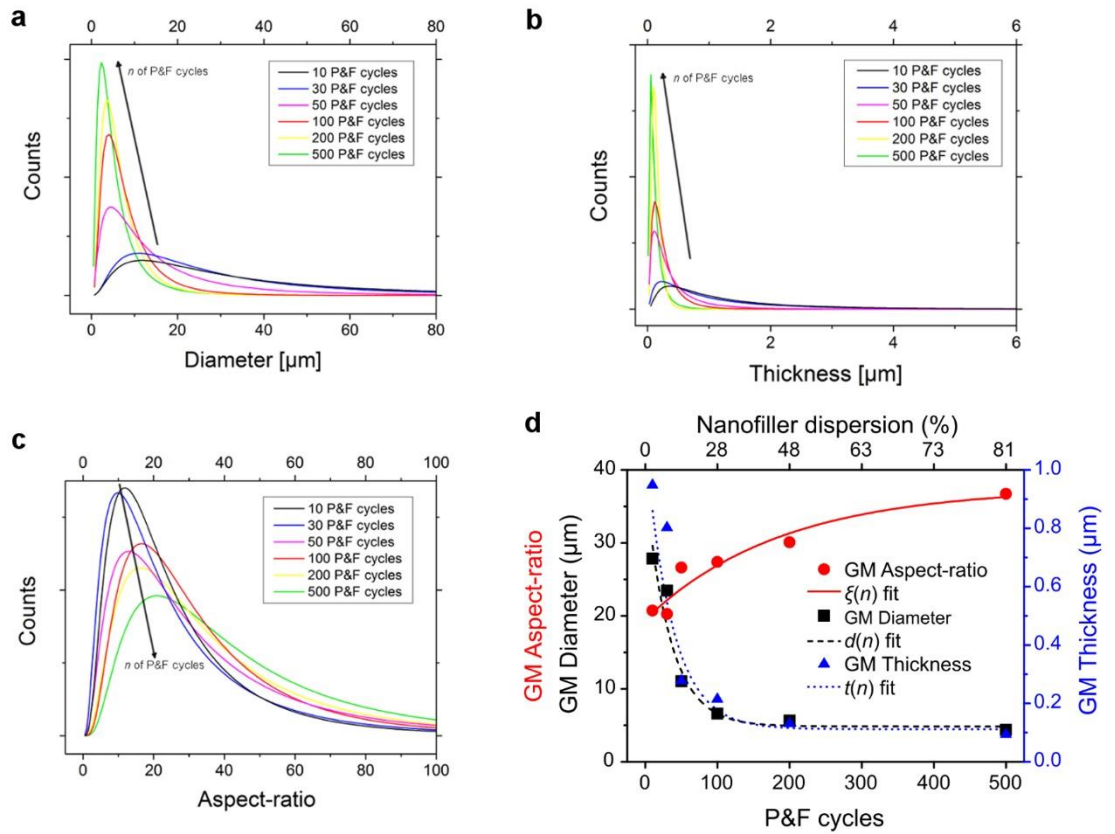 a
0 20 40 60 80
n of P&F cycles
10 P&F cycles
30 P&F cycles
50 P&F cycles
100 P&F cycles
200 P&F cycles
500 P&F cycles
Counts
0 20 40 60 80
Diameter [µm]
b
0 2 4 6
n of P&F cycles
10 P&F cycles
30 P&F cycles
50 P&F cycles
100 P&F cycles
200 P&F cycles
500 P&F cycles
Counts
0 2 4 6
Thickness [µm]
c
0 20 40 60 80 100
10 P&F cycles
30 P&F cycles
50 P&F cycles
100 P&F cycles
200 P&F cycles
500 P&F cycles
n of P&F cycles
Counts
0 20 40 60 80 100
Aspect-ratio
d
Nanofiller dispersion (%)
0 28 48 63 73 81
GM Aspect-ratio
GM Diameter (µm)
40
30
20
10
0
GM Aspect-ratio
ξ(n) fit
GM Diameter
d(n) fit
GM Thickness
t(n) fit
1.0
0.8
0.6
0.4
0.2
0.0
GM Thickness (µm)
0 100 200 300 400 500
P&F cycles